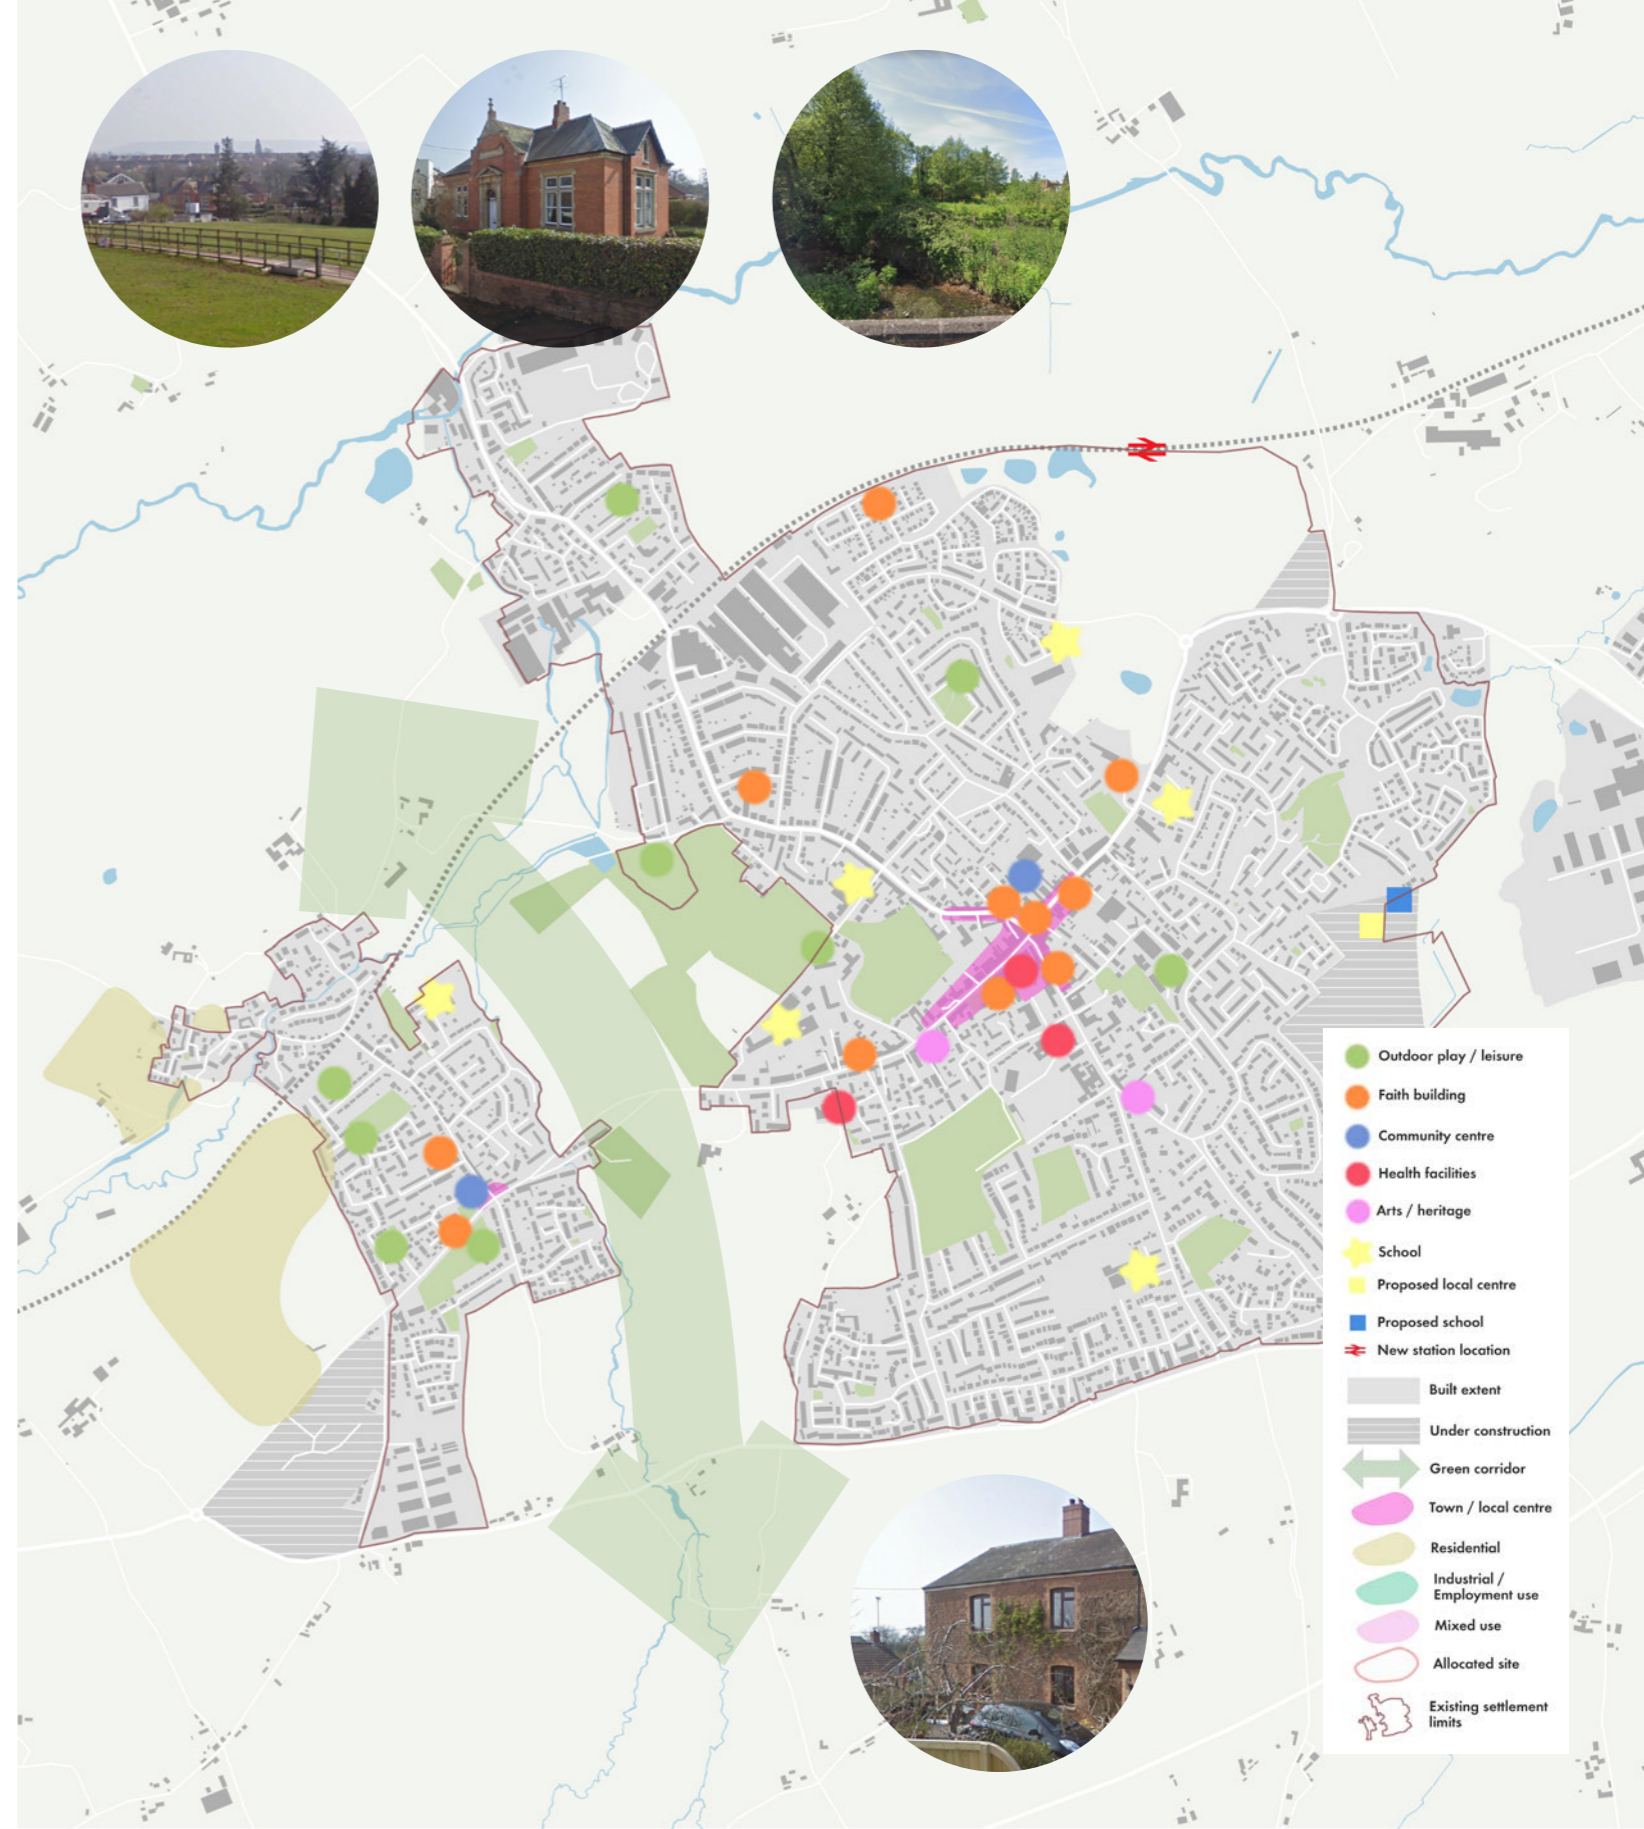 Outdoor play / leisure
Faith building
Community centre
Health facilities
Arts / heritage
School
Proposed local centre
Proposed school
New station location
Built extent
Under construction
Green corridor
Town / local centre
Residential
Industrial /
Employment use
Mixed use
Allocated site
Existing settlement
limits